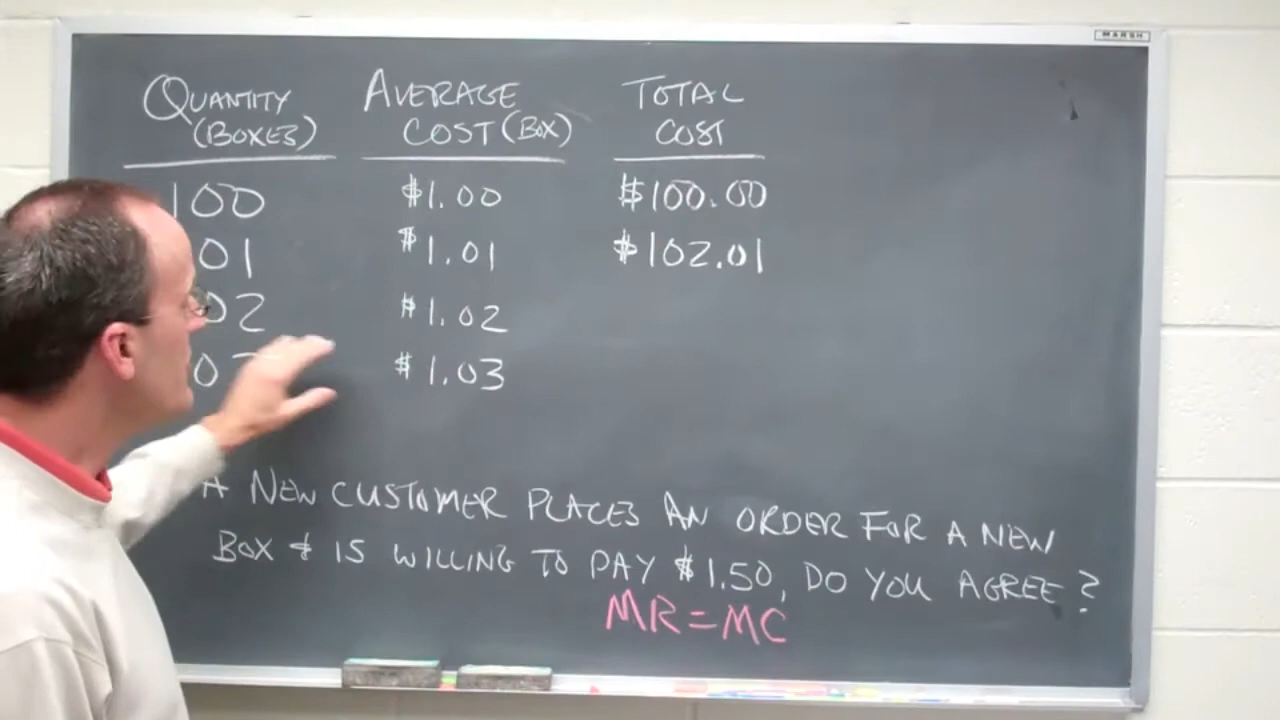 MARSH
QUANTITY (BOXES) AVERAGE COST (BOX) TOTAL COST
100 $1.00 $100.00
01 $1.01 $102.01
02 $1.02
0 $1.03
A NEW CUSTOMER PLACES AN ORDER FOR A NEW
BOX & IS WILLING TO PAY $1.50, DO YOU AGREE?
MR=MC